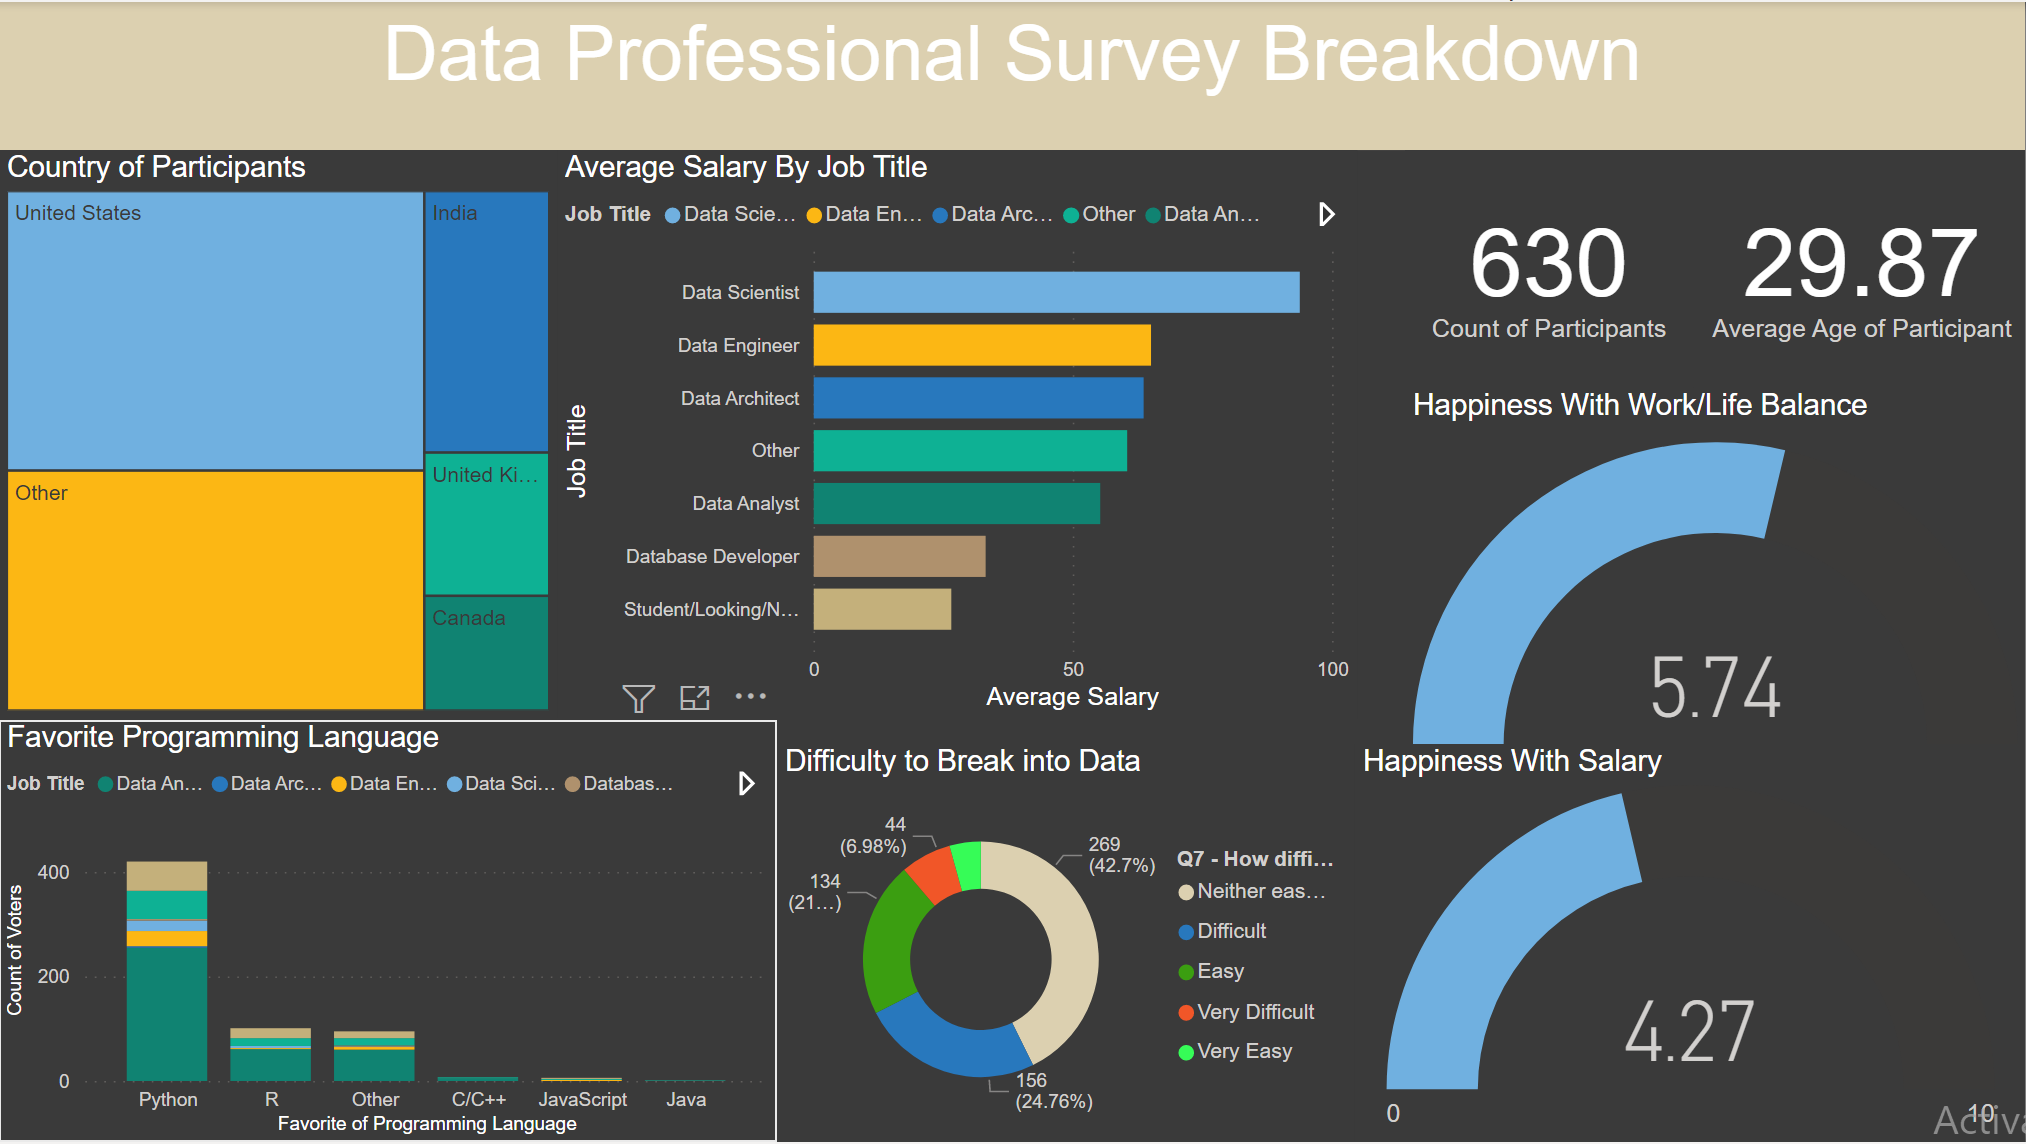 Data Professional Survey Breakdown
Country of Participants
United States
India
Other
United Ki...
Canada
Average Salary By Job Title
Job Title Data Scie... Data En... Data Arc... Other Data An...
Job Title
Data Scientist
Data Engineer
Data Architect
Other
Data Analyst
Database Developer
Student/Looking/N...
0 50 100
Average Salary
630
Count of Participants
29.87
Average Age of Participant
Happiness With Work/Life Balance
5.74
Favorite Programming Language
Job Title Data An... Data Arc... Data En... Data Sci... Databas...
Count of Voters
400
200
0
Python R Other C/C++ JavaScript Java
Favorite of Programming Language
Difficulty to Break into Data
44
(6.98%)
269
(42.7%)
134
(21...)
156
(24.76%)
Q7 - How diffi...
Neither eas...
Difficult
Easy
Very Difficult
Very Easy
Happiness With Salary
4.27
0 10